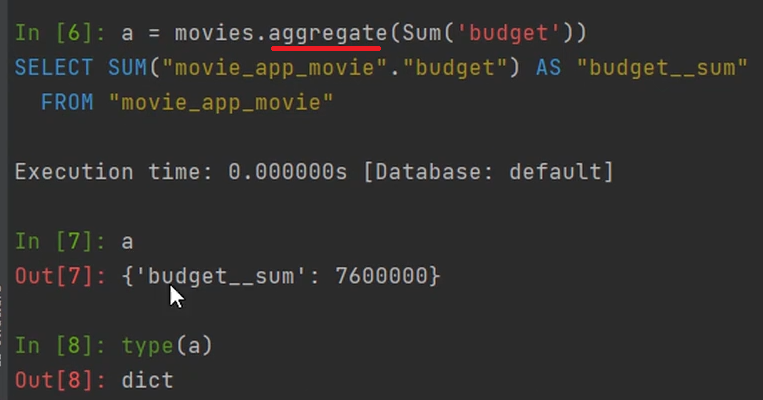 In [6]: a = movies.aggregate(Sum('budget'))
SELECT SUM("movie_app_movie"."budget") AS "budget__sum"
  FROM "movie_app_movie"
Execution time: 0.000000s [Database: default]
In [7]: a
Out[7]: {'budget__sum': 7600000}
In [8]: type(a)
Out[8]: dict